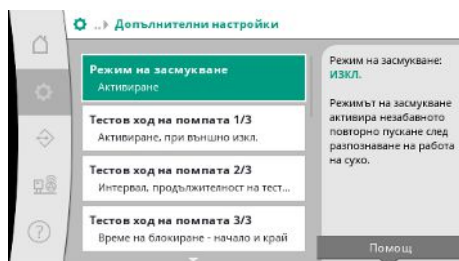 ..▸ Допълнителни настройки
Режим на засмукване
Активиране
Тестов ход на помпата 1/3
Активиране, при външно изкл.
Тестов ход на помпата 2/3
Интервал, продължителност на тест...
Тестов ход на помпата 3/3
Време на блокиране - начало и край
Режим на засмукване:
ИЗКЛ.
Режимът на засмукване
активира незабавното
повторно пускане след
разпознаване на работа
на сухо.
Помощ